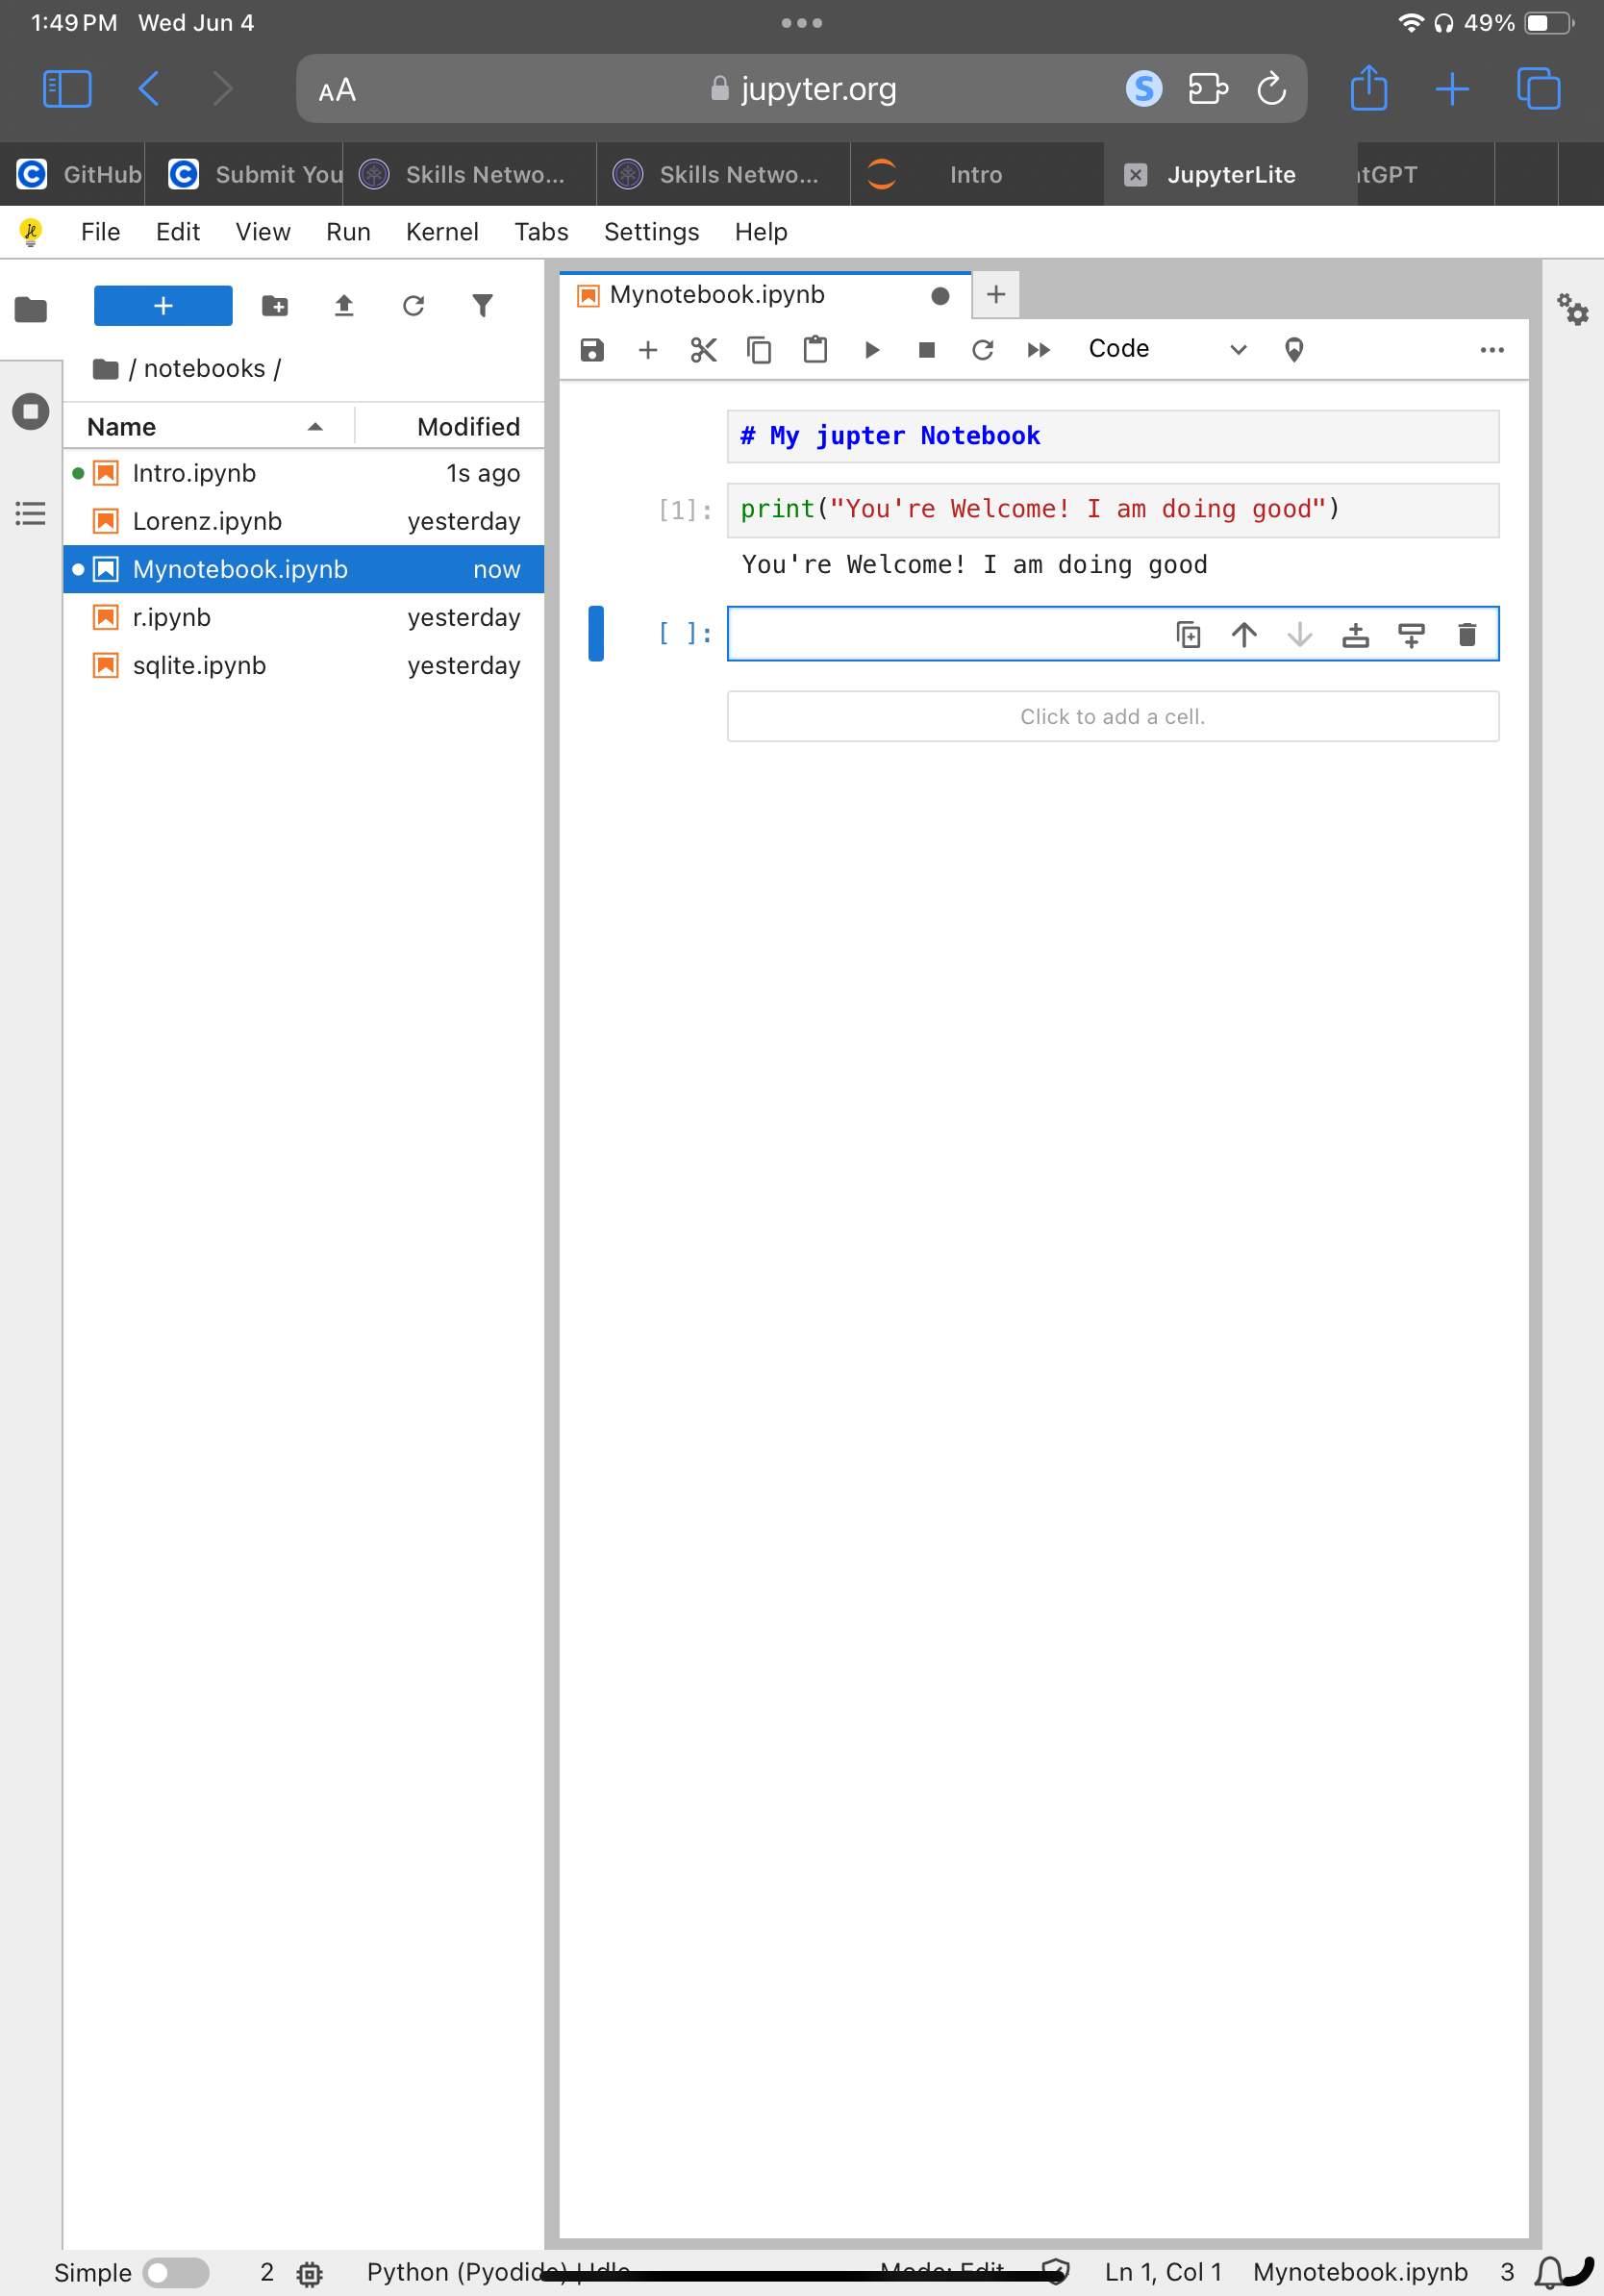 1:49 PM Wed Jun 4
49%
AA jupyter.org S
GitHub
Submit You
Skills Netwo...
Skills Netwo...
Intro
JupyterLite
tGPT
File Edit View Run Kernel Tabs Settings Help
/ notebooks /
Name Modified
Intro.ipynb 1s ago
Lorenz.ipynb yesterday
Mynotebook.ipynb now
r.ipynb yesterday
sqlite.ipynb yesterday
Mynotebook.ipynb
Code
# My jupter Notebook
[1]: print("You're Welcome! I am doing good")
You're Welcome! I am doing good
[ ]:
Click to add a cell.
Simple 2 Python (Pyodide) | Idle Mode: Edit Ln 1, Col 1 Mynotebook.ipynb 3